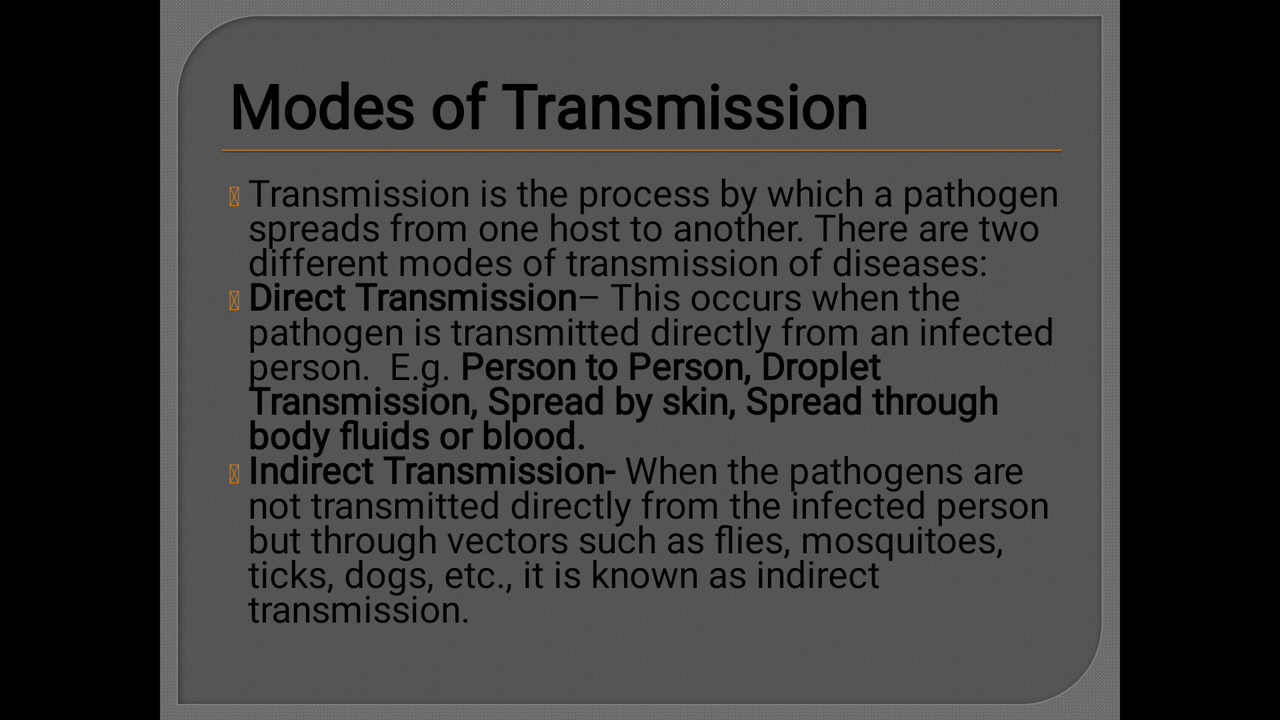 Modes of Transmission
Transmission is the process by which a pathogen
spreads from one host to another. There are two
different modes of transmission of diseases:
Direct Transmission– This occurs when the
pathogen is transmitted directly from an infected
person.  E.g. Person to Person, Droplet
Transmission, Spread by skin, Spread through
body fluids or blood.
Indirect Transmission- When the pathogens are
not transmitted directly from the infected person
but through vectors such as flies, mosquitoes,
ticks, dogs, etc., it is known as indirect
transmission.